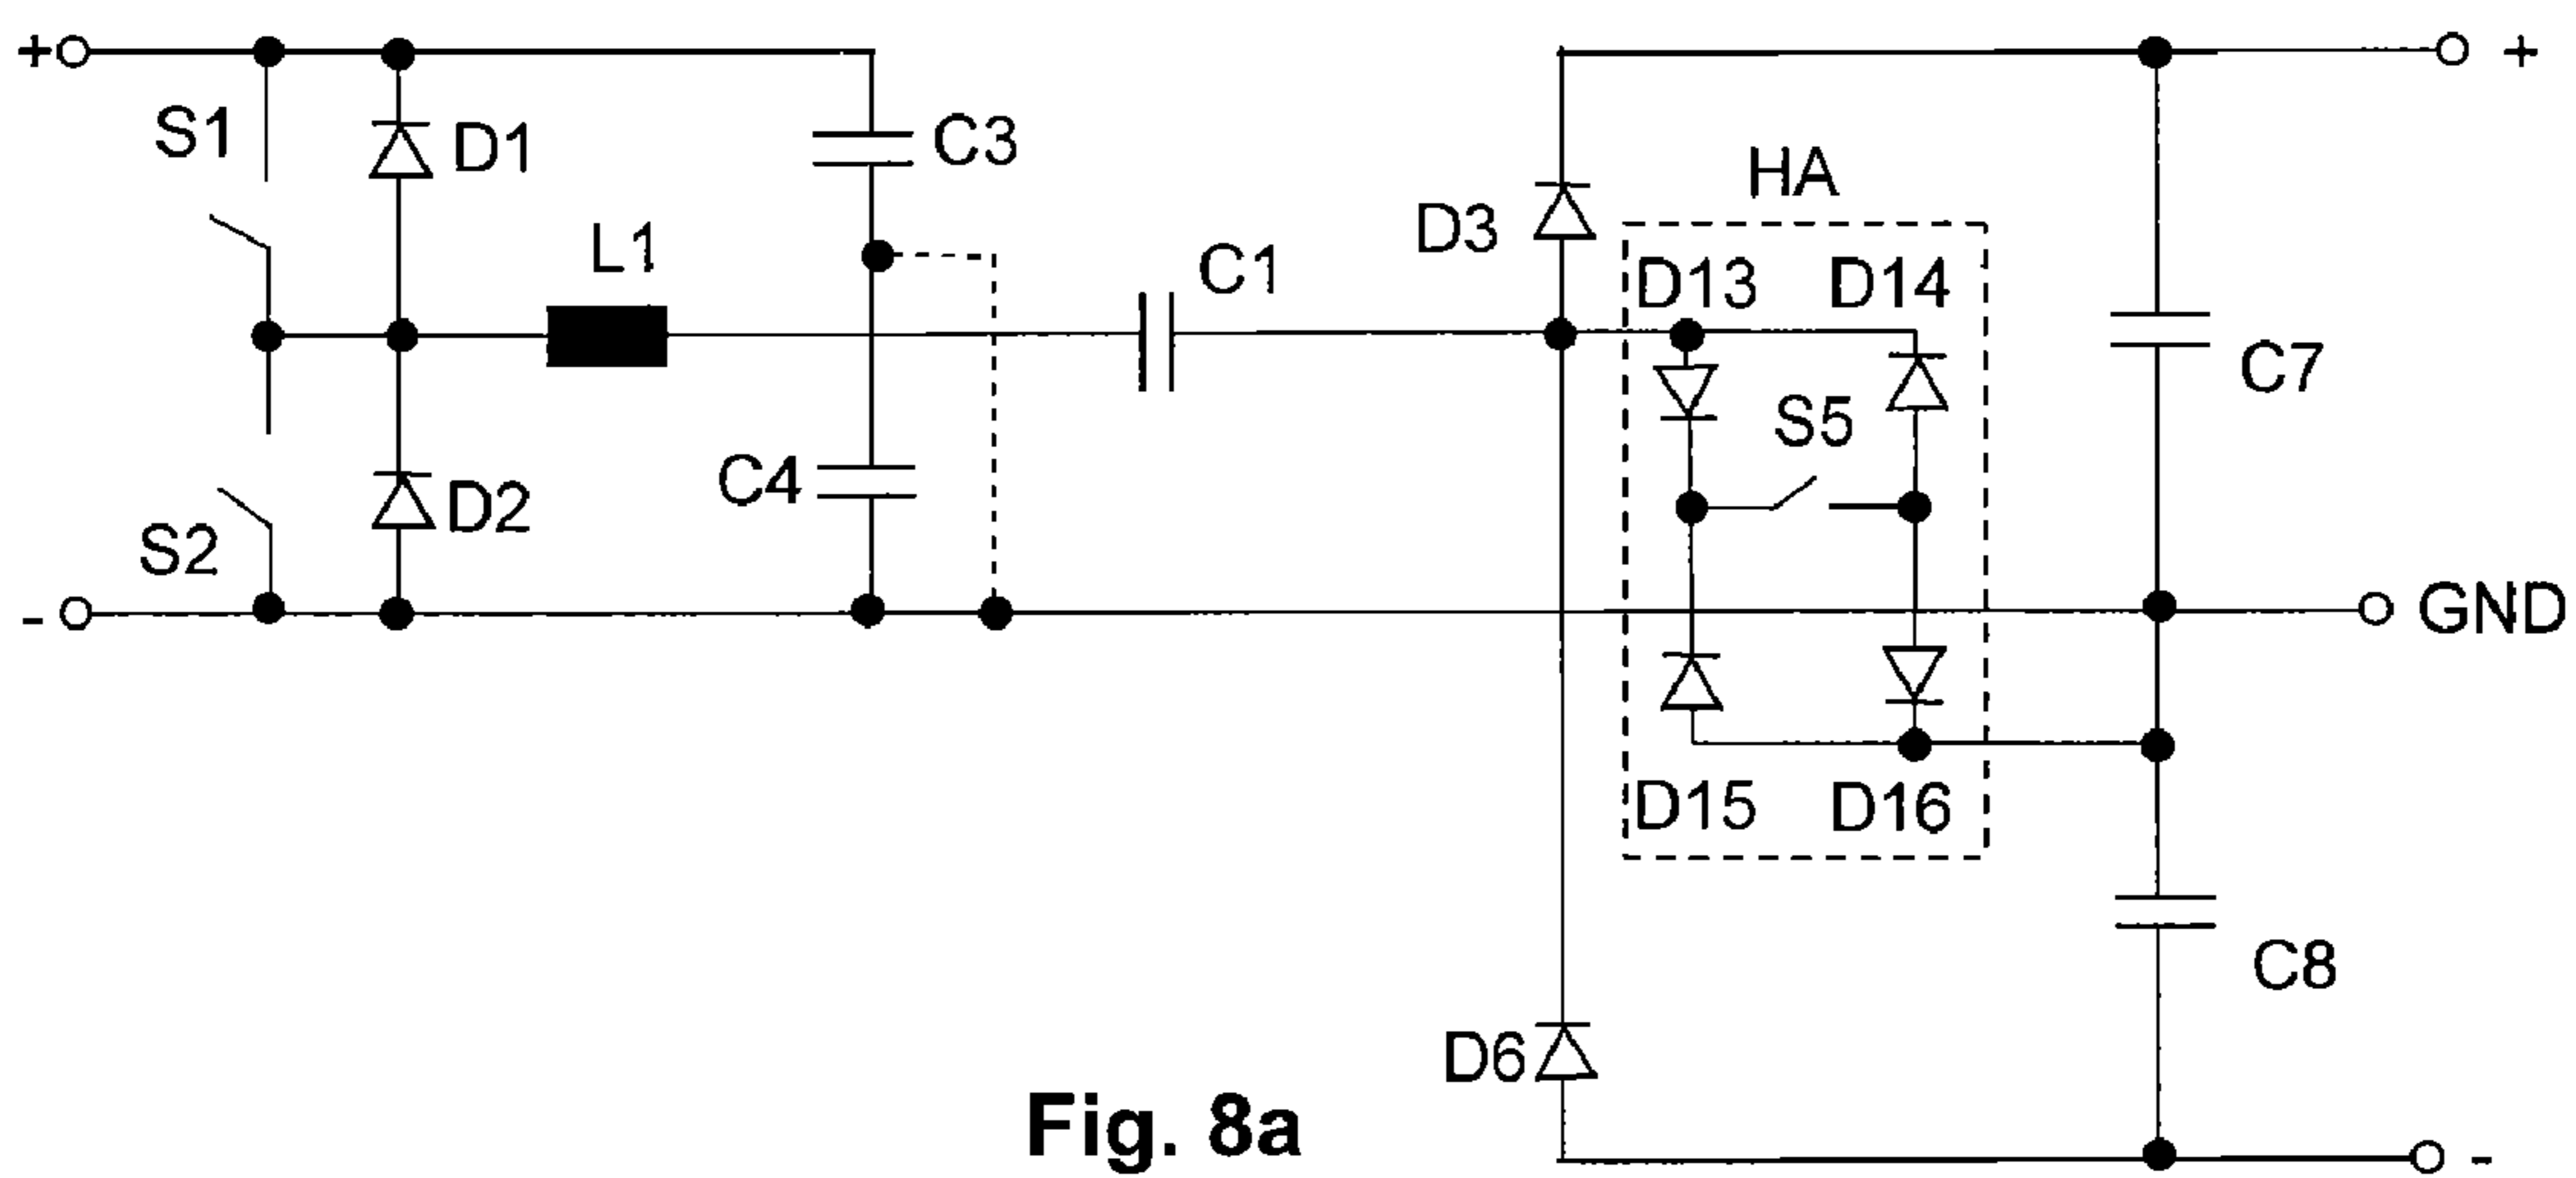 +
+
S1
D1
C3
HA
D3
L1
C1
D13
D14
C7
S5
C4
D2
S2
-
GND
D15
D16
C8
D6
Fig. 8a
-